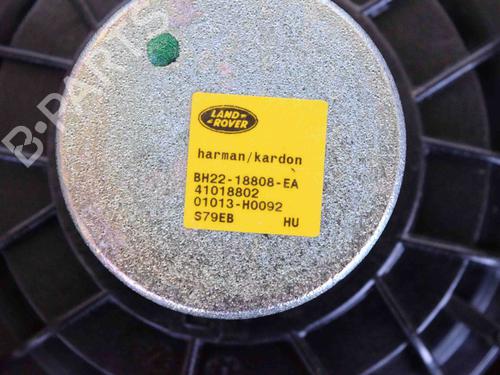 B-PARTS
LAND
ROVER
harman/kardon
BH22-18808-EA
41018802
01013-H0092
S79EB HU